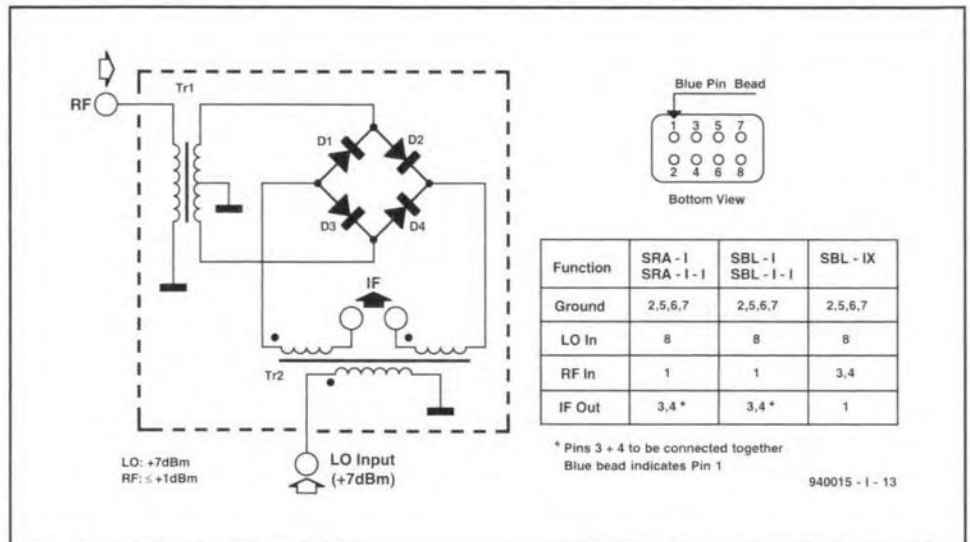 RF
Tr1
D1
D2
D3
D4
IF
Tr2
LO: +7dBm
RF: ≤ +1dBm
LO Input
(+7dBm)
Blue Pin Bead
1 3 5 7
2 4 6 8
Bottom View
Function SRA - I SRA - I - I SBL - I SBL - I - I SBL - IX
Ground 2,5,6,7 2,5,6,7 2,5,6,7
LO In 8 8 8
RF In 1 1 3,4
IF Out 3,4 * 3,4 * 1
* Pins 3 + 4 to be connected together
Blue bead indicates Pin 1
940015 - I - 13